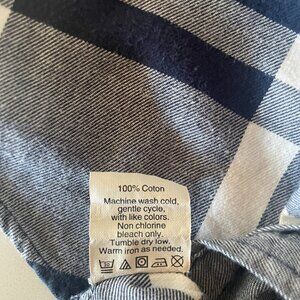 100% Coton
Machine wash cold,
gentle cycle,
with like colors.
Non chlorine
bleach only.
Tumble dry low.
Warm iron as needed.